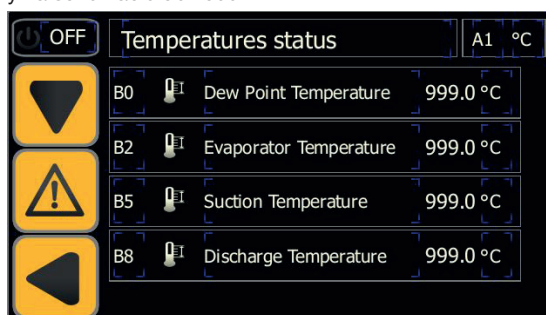 OFF Temperatures status A1 °C
B0 Dew Point Temperature 999.0 °C
B2 Evaporator Temperature 999.0 °C
B5 Suction Temperature 999.0 °C
B8 Discharge Temperature 999.0 °C